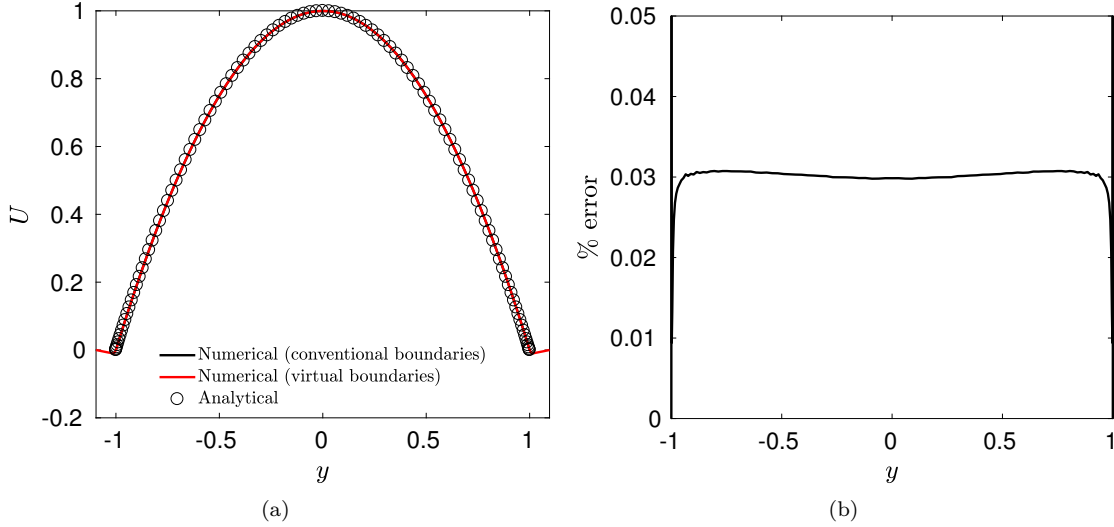 1
0.8
0.6
0.4
0.2
0
-0.2
U
-1
-0.5
0
0.5
1
y
Numerical (conventional boundaries)
Numerical (virtual boundaries)
Analytical
(a)
0.05
0.04
0.03
0.02
0.01
0
% error
-1
-0.5
0
0.5
1
y
(b)